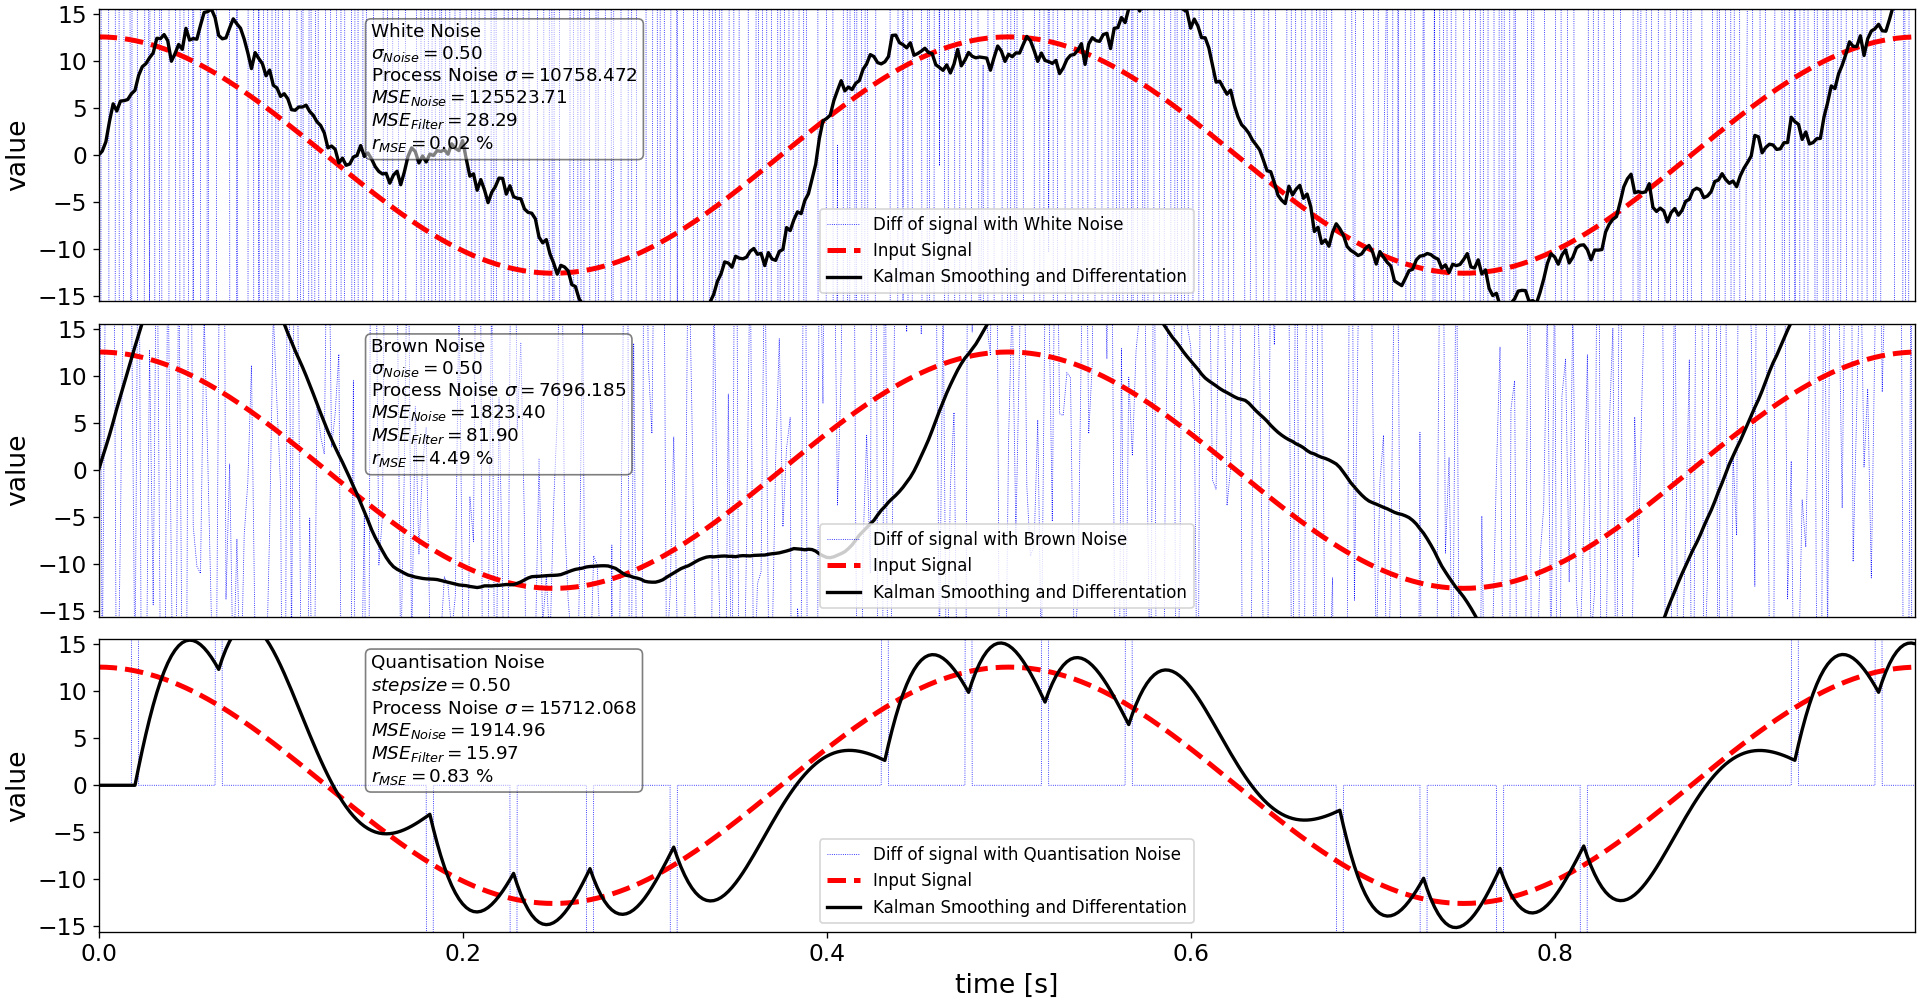 15
10
5
0
−5
−10
−15
value
White Noise
σNoise = 0.50
Process Noise σ = 10758.472
MSENoise = 125523.71
MSEFilter = 28.29
rMSE = 0.02 %
Diff of signal with White Noise
Input Signal
Kalman Smoothing and Differentation
15
10
5
0
−5
−10
−15
value
Brown Noise
σNoise = 0.50
Process Noise σ = 7696.185
MSENoise = 1823.40
MSEFilter = 81.90
rMSE = 4.49 %
Diff of signal with Brown Noise
Input Signal
Kalman Smoothing and Differentation
15
10
5
0
−5
−10
−15
value
Quantisation Noise
stepsize = 0.50
Process Noise σ = 15712.068
MSENoise = 1914.96
MSEFilter = 15.97
rMSE = 0.83 %
Diff of signal with Quantisation Noise
Input Signal
Kalman Smoothing and Differentation
0.0 0.2 0.4 0.6 0.8
time [s]